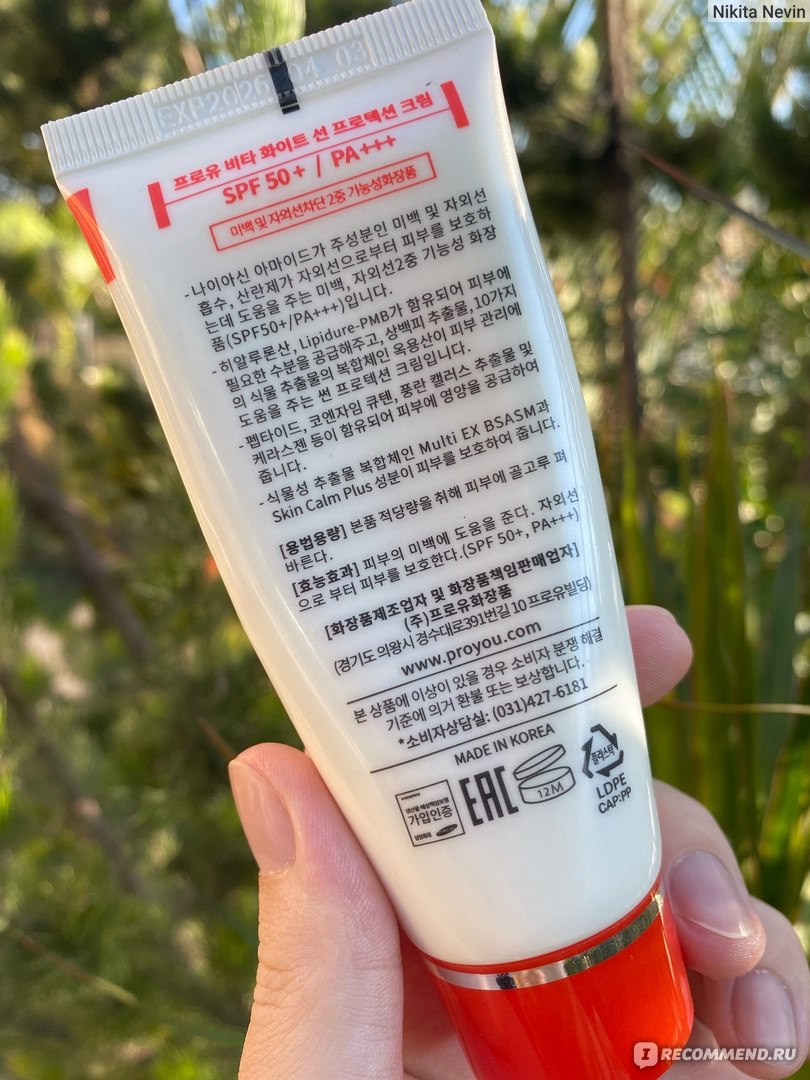 Nikita Nevin
EXP2026 04 03
프로유 비타 화이트 선 프로텍션 크림
SPF 50+ / PA+++
미백 및 자외선차단 2중 기능성화장품
- 나이아신 아마이드가 주성분인 미백 및 자외선
흡수, 산란제가 자외선으로부터 피부를 보호하
는데 도움을 주는 미백, 자외선2중 기능성 화장
품(SPF50+/PA+++)입니다.
- 히알루론산, Lipidure-PMB가 함유되어 피부에
필요한 수분을 공급해주고, 상백피 추출물, 10가지
의 식물 추출물의 복합체인 옥용산이 피부 관리에
도움을 주는 썬 프로텍션 크림입니다.
- 펩타이드, 코엔자임 큐텐, 풍란 캘러스 추출물 및
케라스젠 등이 함유되어 피부에 영양을 공급하여
줍니다.
- 식물성 추출물 복합체인 Multi EX BSASM과
Skin Calm Plus 성분이 피부를 보호하여 줍니다.
[용법용량] 본품 적당량을 취해 피부에 골고루 펴
바른다.
[효능효과] 피부의 미백에 도움을 준다. 자외선
으로 부터 피부를 보호한다.(SPF 50+, PA+++)
[화장품제조업자 및 화장품책임판매업자]
(주)프로유화장품
(경기도 의왕시 경수대로391번길 10 프로유빌딩)
www.proyou.com
본 상품에 이상이 있을 경우 소비자 분쟁 해결
기준에 의거 환불 또는 보상합니다.
*소비자상담실: (031)427-6181
MADE IN KOREA
생산물 배상책임보험
가입인증
EAC
12M
플라스틱
LDPE
CAP:PP
IRECOMMEND.RU